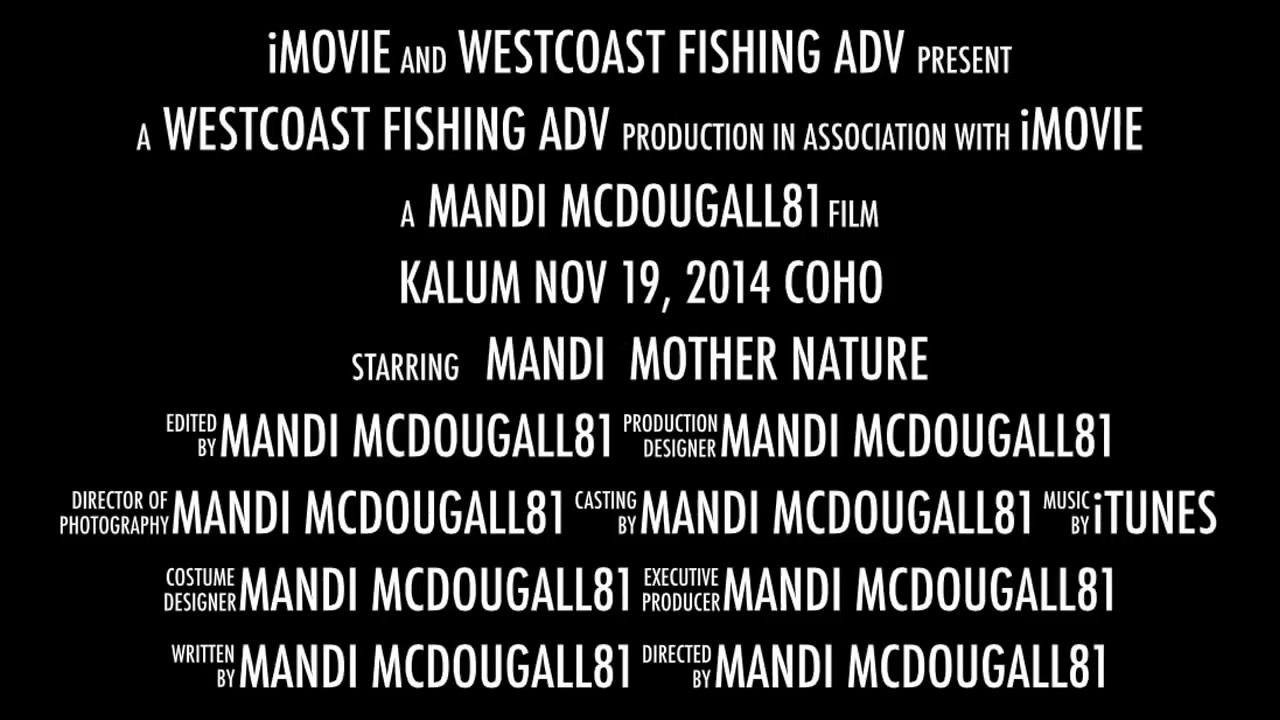 iMOVIE AND WESTCOAST FISHING ADV PRESENT
A WESTCOAST FISHING ADV PRODUCTION IN ASSOCIATION WITH iMOVIE
A MANDI MCDOUGALL81 FILM
KALUM NOV 19, 2014 COHO
STARRING MANDI MOTHER NATURE
EDITED BY MANDI MCDOUGALL81 PRODUCTION DESIGNER MANDI MCDOUGALL81
DIRECTOR OF PHOTOGRAPHY MANDI MCDOUGALL81 CASTING BY MANDI MCDOUGALL81 MUSIC BY iTUNES
COSTUME DESIGNER MANDI MCDOUGALL81 EXECUTIVE PRODUCER MANDI MCDOUGALL81
WRITTEN BY MANDI MCDOUGALL81 DIRECTED BY MANDI MCDOUGALL81